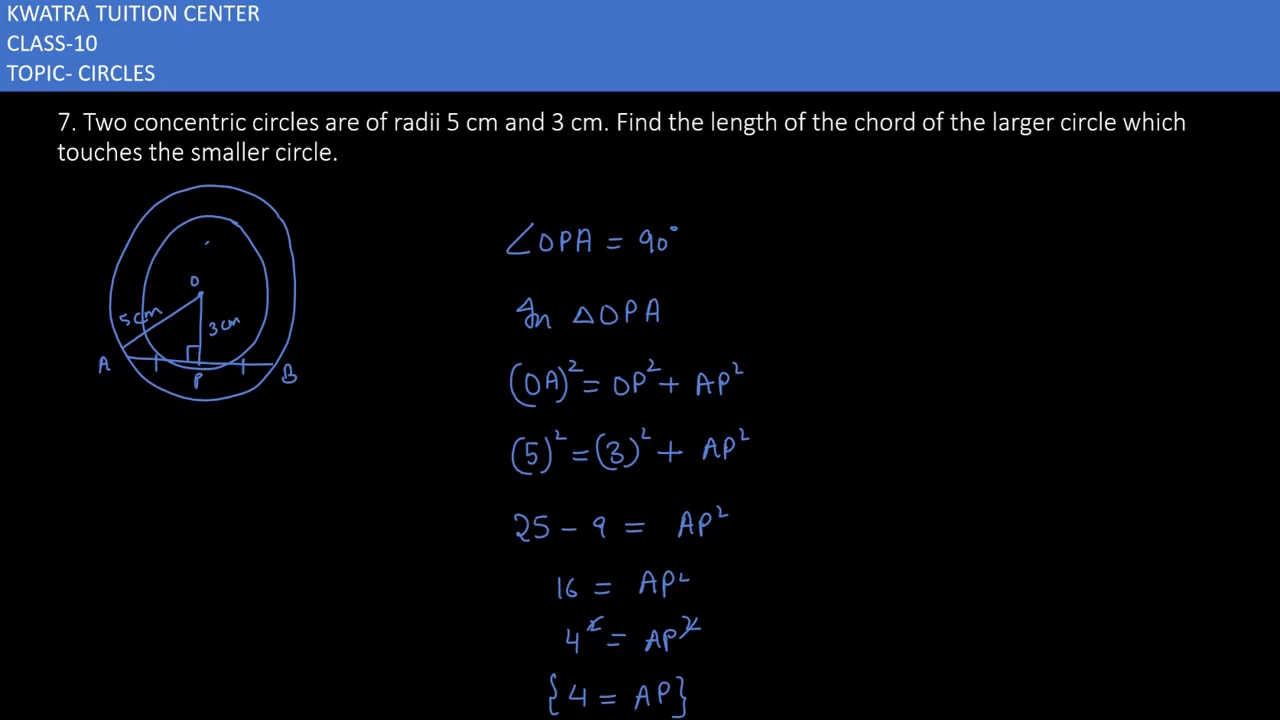 KWATRA TUITION CENTER
CLASS-10
TOPIC- CIRCLES
7. Two concentric circles are of radii 5 cm and 3 cm. Find the length of the chord of the larger circle which
touches the smaller circle.
O
5cm
3cm
A
P
B
∠OPA = 90°
In △OPA
(OA)² = OP² + AP²
(5)² = (3)² + AP²
25 - 9 = AP²
16 = AP²
4² = AP²
{4 = AP}